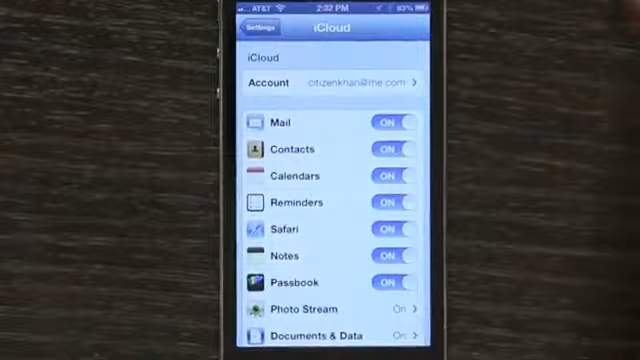 AT&T 2:32 PM 83%
Settings iCloud
iCloud
Account citizenkhan@me.com
Mail ON
Contacts ON
Calendars ON
Reminders ON
Safari ON
Notes ON
Passbook ON
Photo Stream On
Documents & Data On